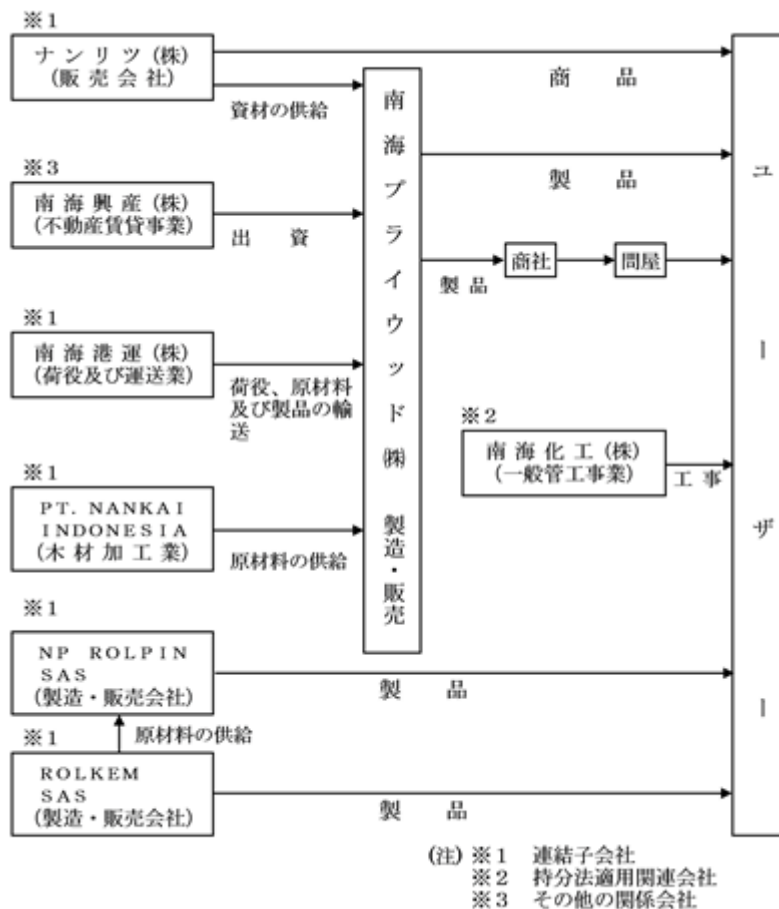 ※1
ナンリツ(株)
(販売会社)
商品
資材の供給
南海プライウッド㈱ 製造・販売
ユーザー
※3
南海興産(株)
(不動産賃貸事業)
出資
製品
製品
商社
問屋
※1
南海港運(株)
(荷役及び運送業)
荷役、原材料
及び製品の輸
送
※2
南海化工(株)
(一般管工事業)
工事
※1
PT. NANKAI
INDONESIA
(木材加工業)
原材料の供給
※1
NP ROLPIN
SAS
(製造・販売会社)
製品
※1
原材料の供給
ROLKEM
SAS
(製造・販売会社)
製品
(注)※1 連結子会社
※2 持分法適用関連会社
※3 その他の関係会社